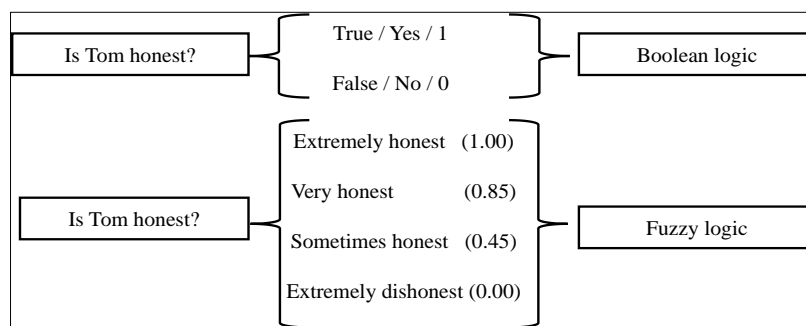 Is Tom honest?
True / Yes / 1
False / No / 0
Boolean logic
Is Tom honest?
Extremely honest (1.00)
Very honest (0.85)
Sometimes honest (0.45)
Extremely dishonest (0.00)
Fuzzy logic